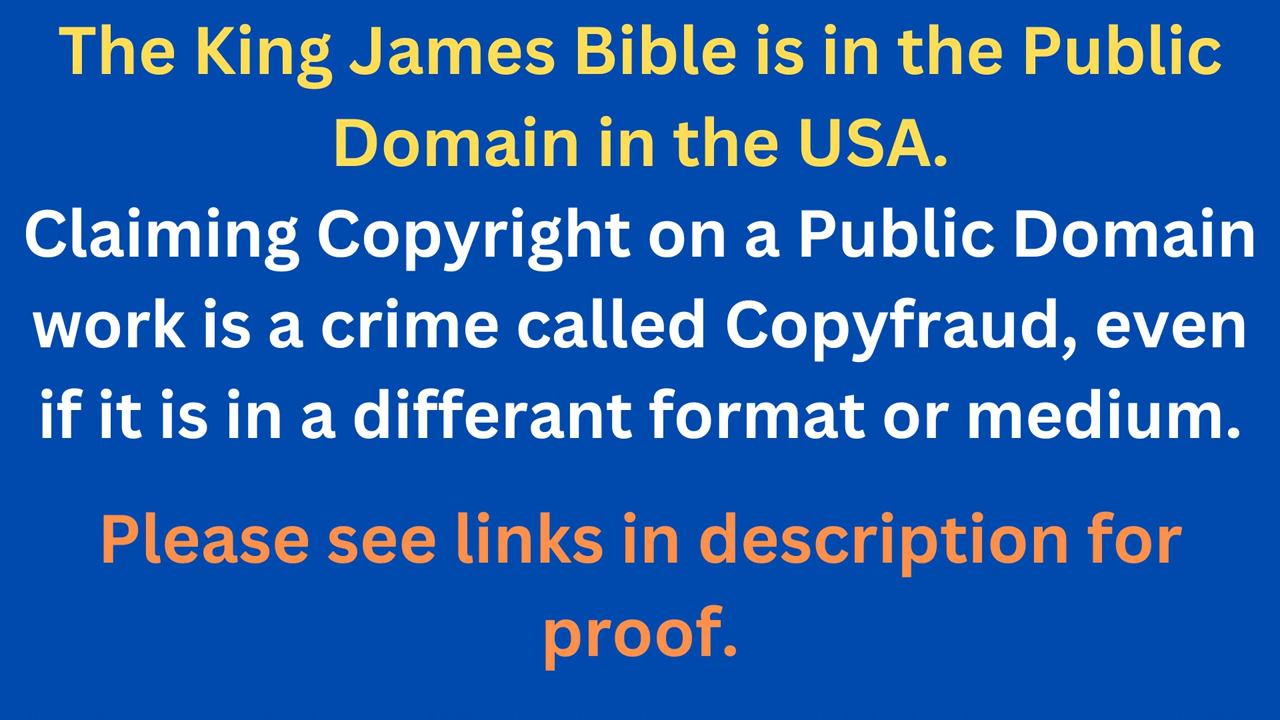 The King James Bible is in the Public
Domain in the USA.
Claiming Copyright on a Public Domain
work is a crime called Copyfraud, even
if it is in a differant format or medium.
Please see links in description for
proof.